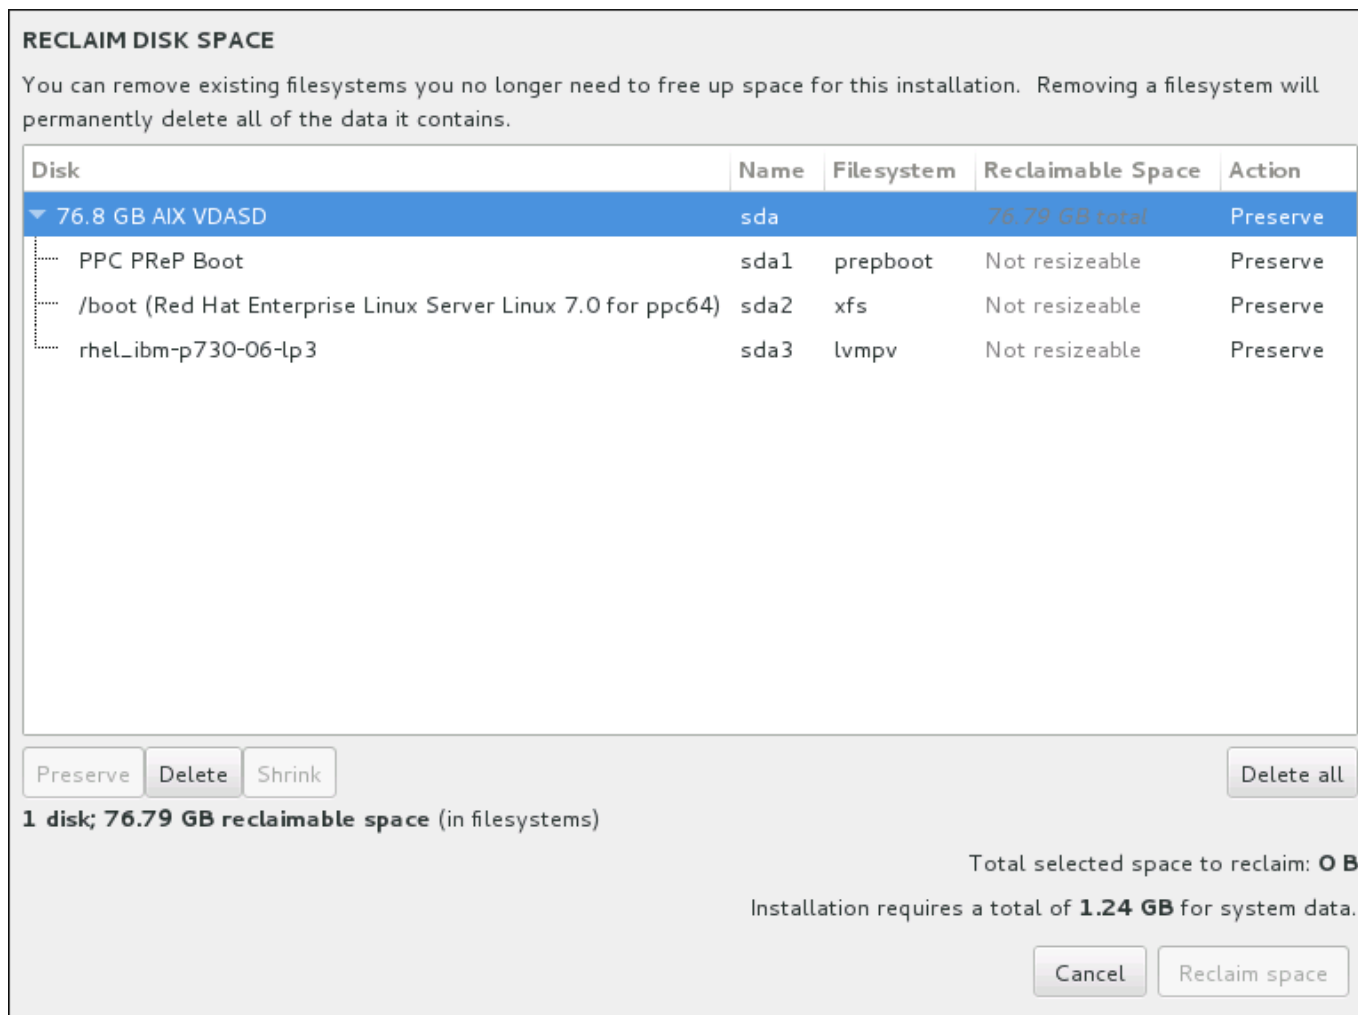 RECLAIM DISK SPACE
You can remove existing filesystems you no longer need to free up space for this installation.  Removing a filesystem will
permanently delete all of the data it contains.
Disk Name Filesystem Reclaimable Space Action
76.8 GB AIX VDASD sda 76.79 GB total Preserve
PPC PReP Boot sda1 prepboot Not resizeable Preserve
/boot (Red Hat Enterprise Linux Server Linux 7.0 for ppc64) sda2 xfs Not resizeable Preserve
rhel_ibm-p730-06-lp3 sda3 lvmpv Not resizeable Preserve
Preserve Delete Shrink Delete all
1 disk; 76.79 GB reclaimable space (in filesystems)
Total selected space to reclaim: 0 B
Installation requires a total of 1.24 GB for system data.
Cancel Reclaim space